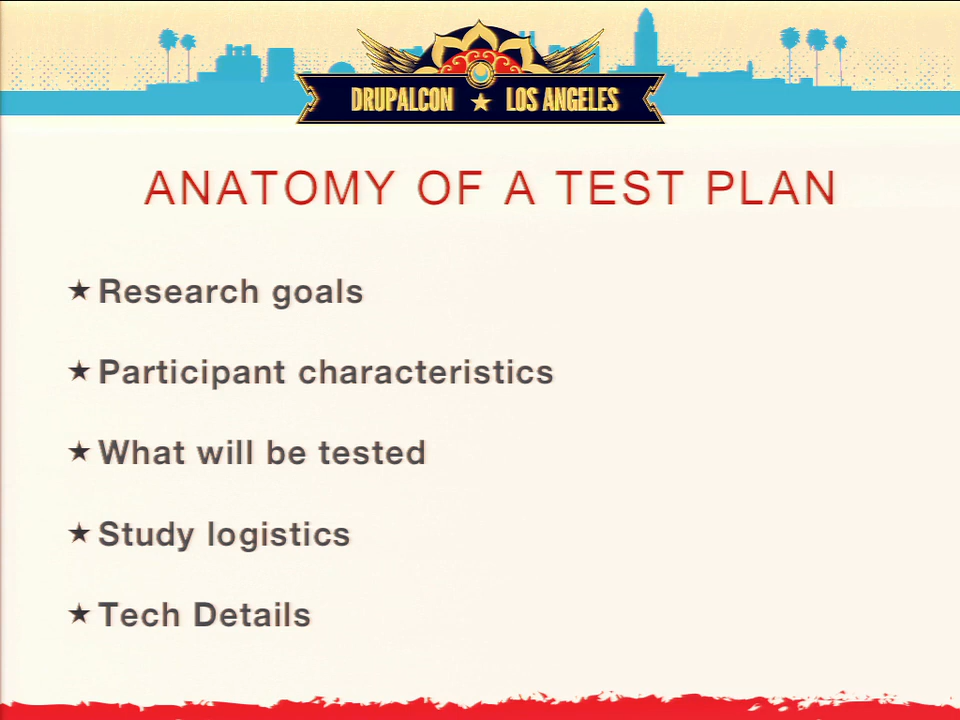 DRUPALCON ★ LOS ANGELES
ANATOMY OF A TEST PLAN
★ Research goals
★ Participant characteristics
★ What will be tested
★ Study logistics
★ Tech Details